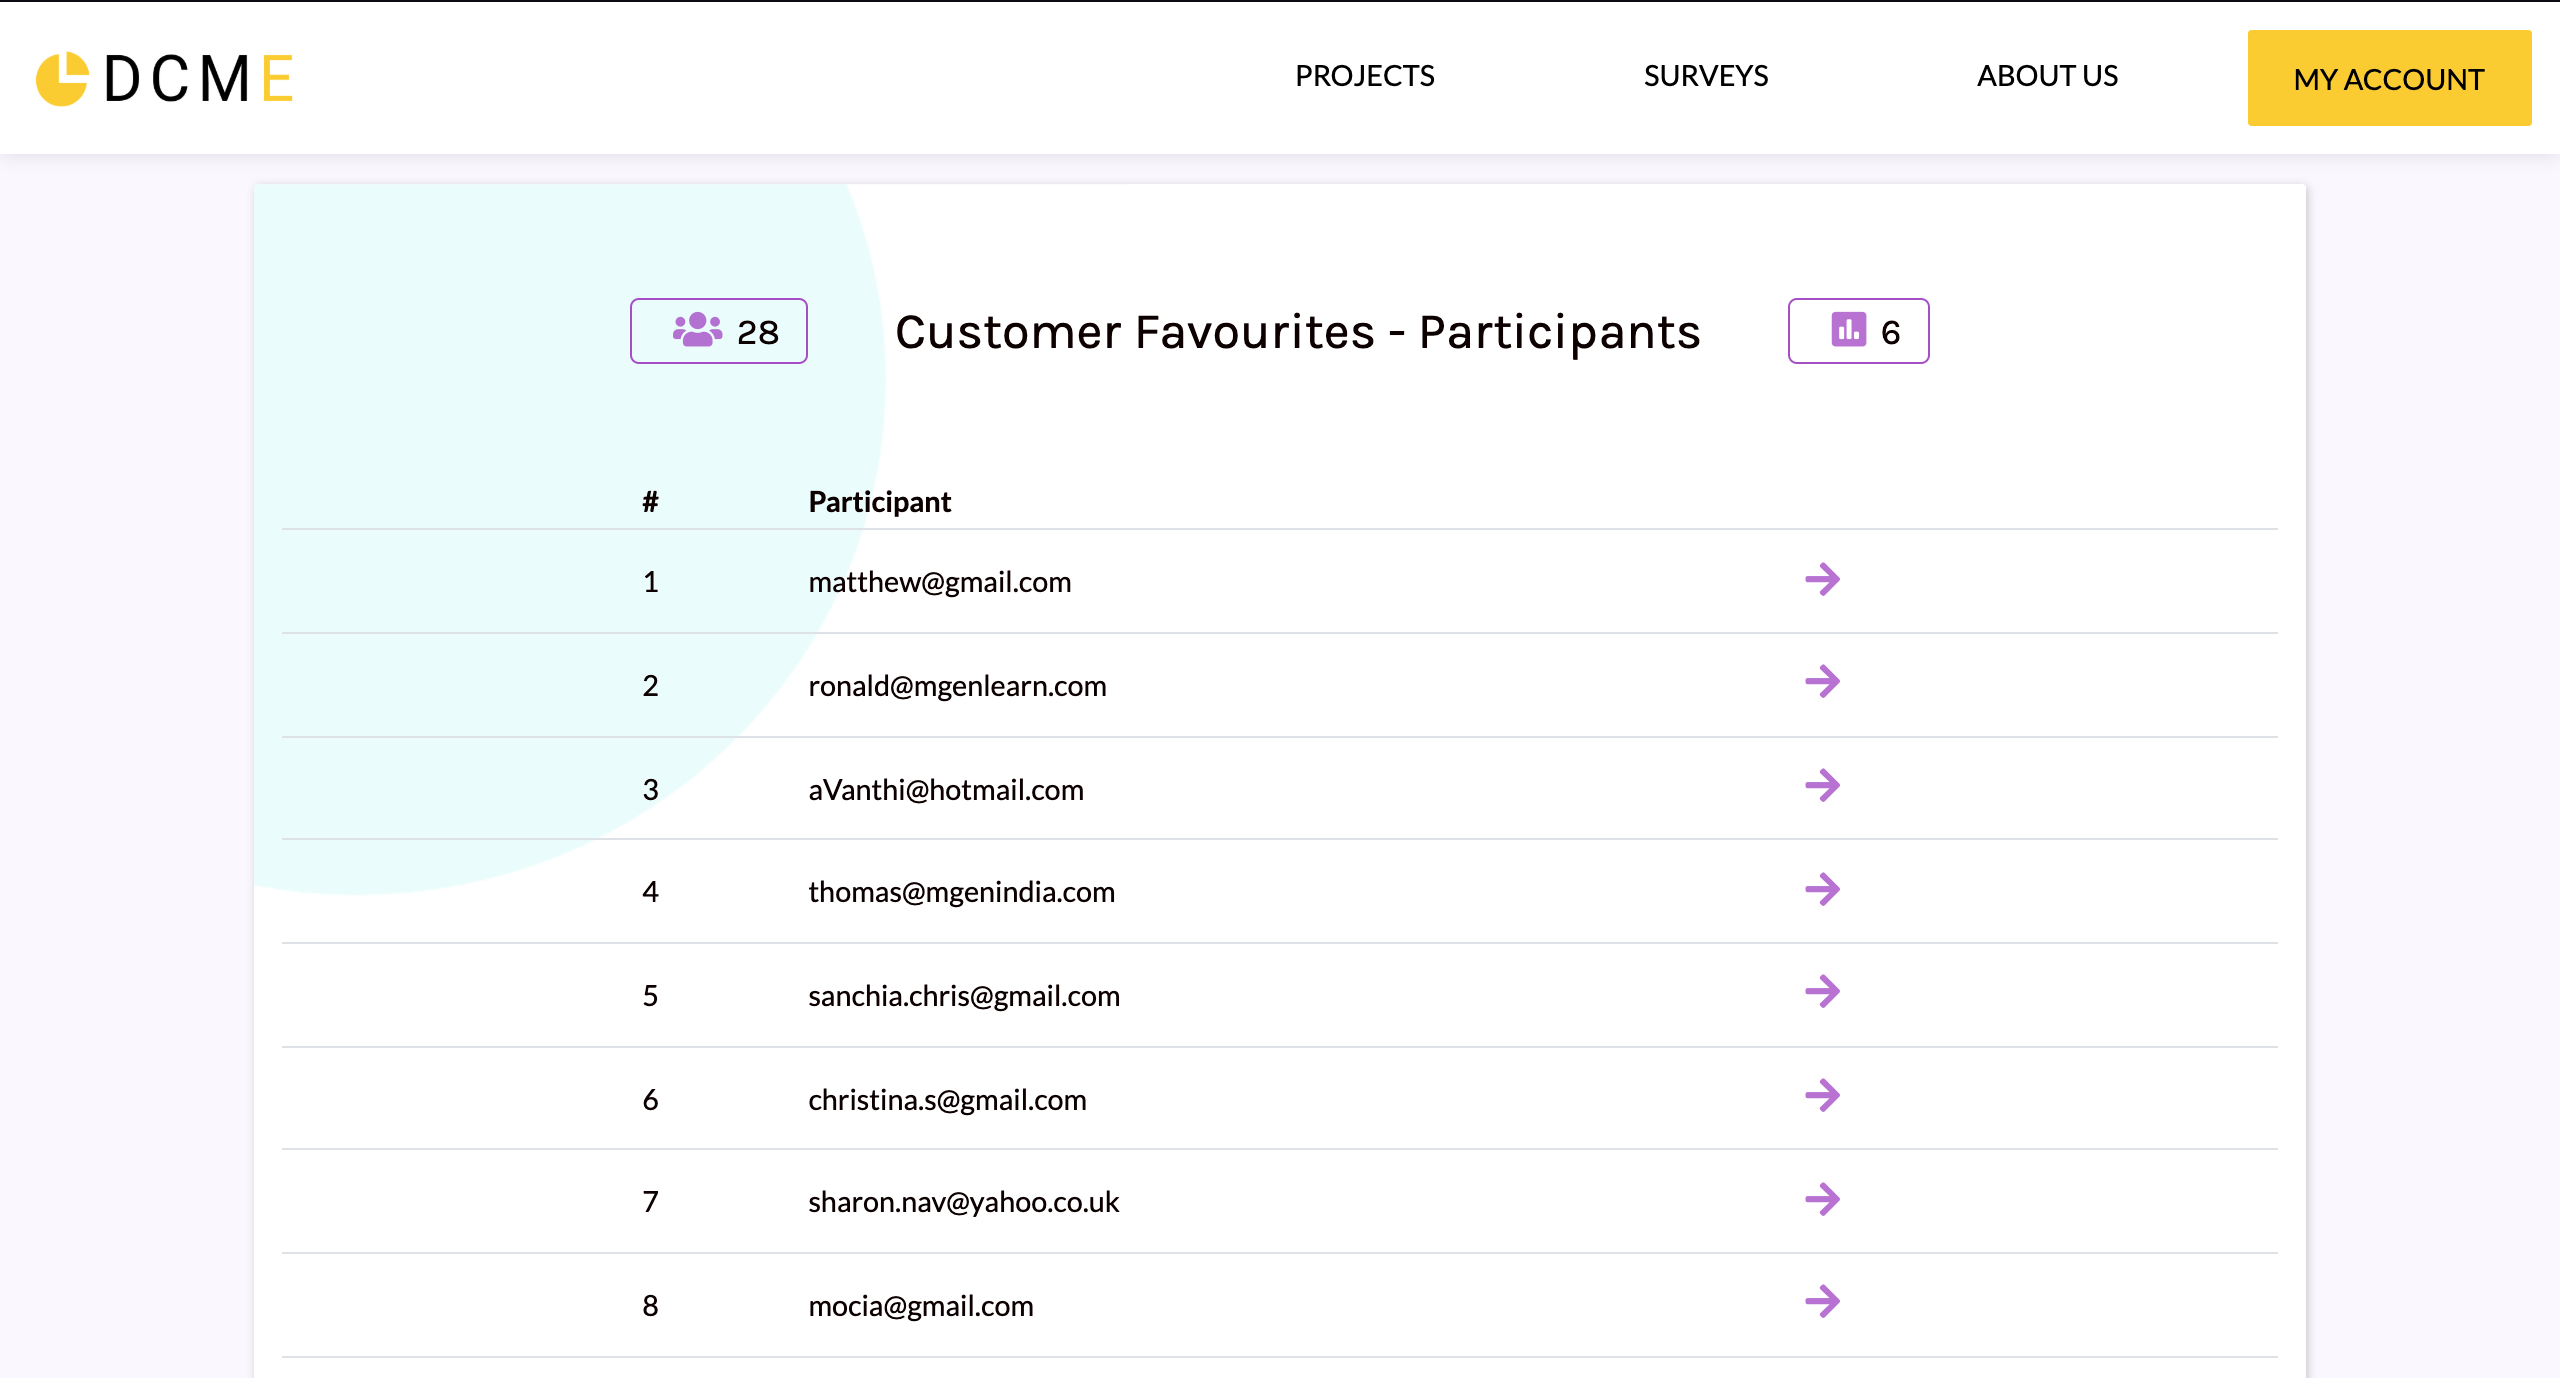 DCME
PROJECTS
SURVEYS
ABOUT US
MY ACCOUNT
28
Customer Favourites - Participants
6
# Participant
1 matthew@gmail.com
2 ronald@mgenlearn.com
3 aVanthi@hotmail.com
4 thomas@mgenindia.com
5 sanchia.chris@gmail.com
6 christina.s@gmail.com
7 sharon.nav@yahoo.co.uk
8 mocia@gmail.com